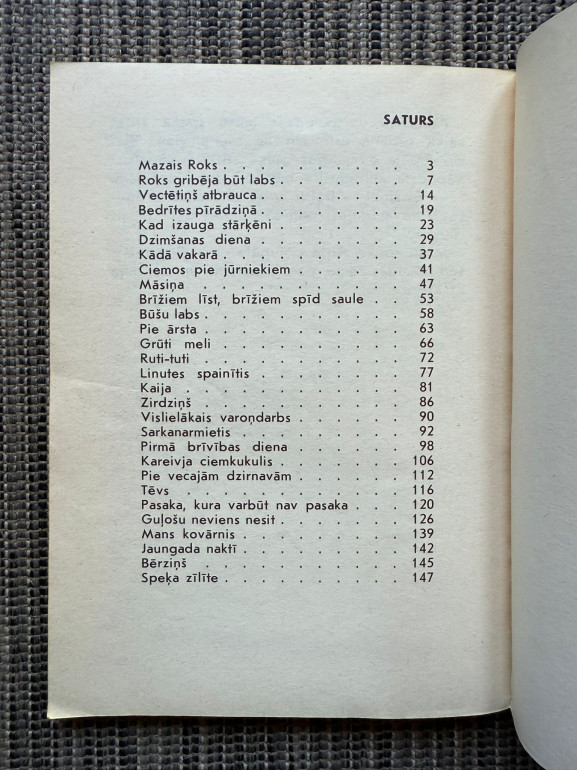 SATURS
Mazais Roks . . . . . . . . . . 3
Roks gribēja būt labs . . . . . . . 7
Vectētiņš atbrauca . . . . . . . . 14
Bedrītes pīrādziņā . . . . . . . . 19
Kad izauga stārķēni . . . . . . . 23
Dzimšanas diena . . . . . . . . 29
Kādā vakarā . . . . . . . . . 37
Ciemos pie jūrniekiem . . . . . . 41
Māsiņa . . . . . . . . . . . 47
Brīžiem līst, brīžiem spīd saule . . 53
Būšu labs . . . . . . . . . . . 58
Pie ārsta . . . . . . . . . . 63
Grūti meli . . . . . . . . . . 66
Ruti-tuti . . . . . . . . . . 72
Linutes spainītis . . . . . . . . 77
Kaija . . . . . . . . . . . . 81
Zirdziņš . . . . . . . . . . 86
Vislielākais varoņdarbs . . . . . . 90
Sarkanarmietis . . . . . . . . . 92
Pirmā brīvības diena . . . . . . 98
Kareivja ciemkukulis . . . . . . . 106
Pie vecajām dzirnavām . . . . . . 112
Tēvs . . . . . . . . . . . . 116
Pasaka, kura varbūt nav pasaka . . . 120
Guļošu neviens nesit . . . . . . . 126
Mans kovārnis . . . . . . . . . 139
Jaungada naktī . . . . . . . . . 142
Bērziņš . . . . . . . . . . . 145
Speķa zīlīte . . . . . . . . . . 147